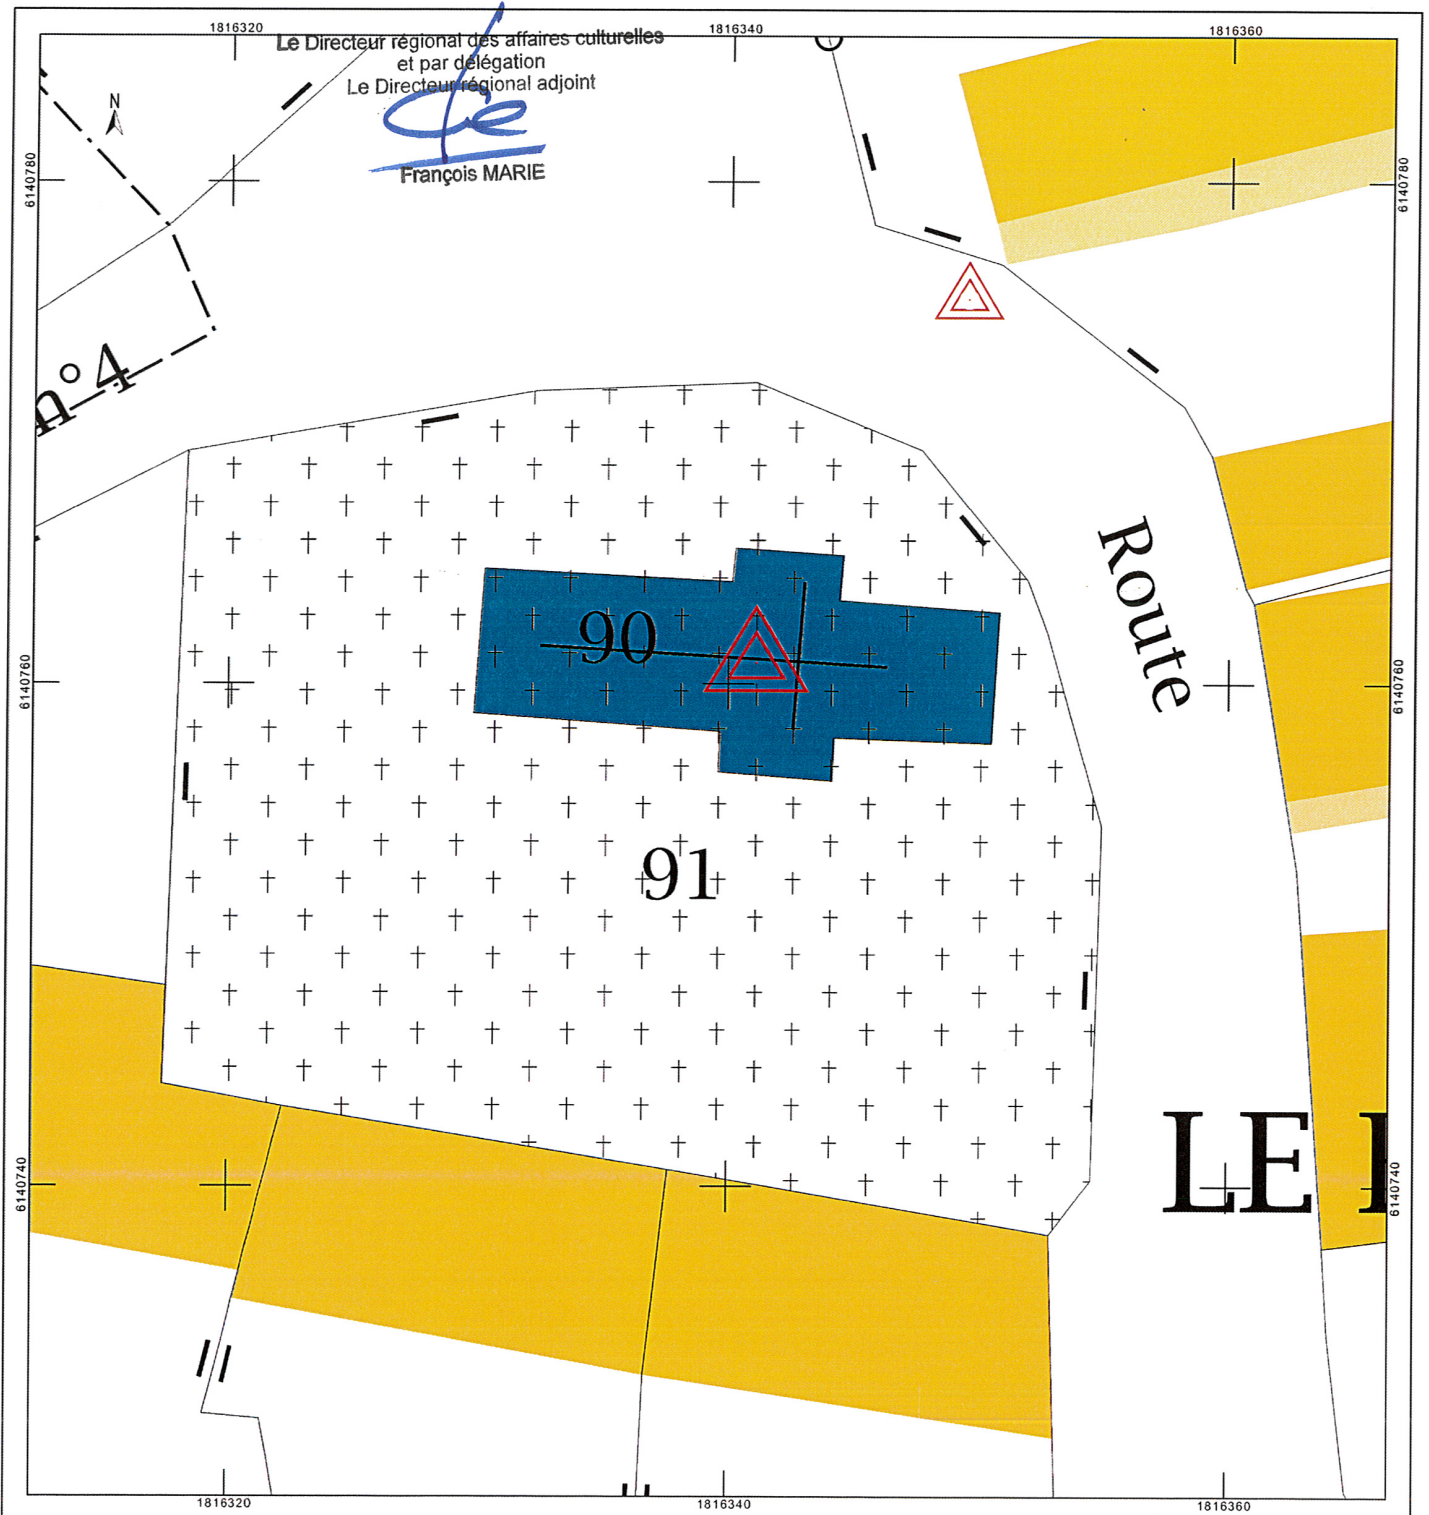 1816320
1816340
1816360
Le Directeur régional des affaires culturelles
et par délégation
Le Directeur régional adjoint
François MARIE
N
6140780
6140780
n°4
Route
90
6140760
6140760
91
LE
6140740
6140740
1816320
1816340
1816360